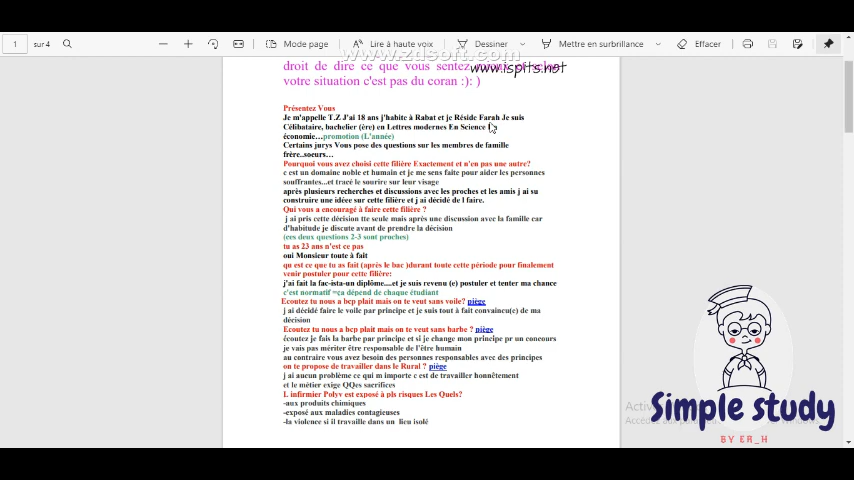 1
sur 4
Mode page
Lire à haute voix
Dessiner
Mettre en surbrillance
Effacer
www.zdsoft.com
droit de dire ce que vous sentez
www.ispits.net
votre situation c'est pas du coran :): )
Présentez Vous
Je m'appelle T.Z J'ai 18 ans j'habite à Rabat et je Réside Farah Je suis
Célibataire, bachelier (ère) en Lettres modernes En Science
économie…promotion (L'année)
Certains jurys Vous pose des questions sur les membres de famille
frère..soeurs…
Pourquoi vous avez choisi cette filière Exactement et n'en pas une autre?
c est un domaine noble et humain et je me sens faite pour aider les personnes
souffrantes...et tracé le sourire sur leur visage
après plusieurs recherches et discussions avec les proches et les amis j ai su
construire une idées sur cette filière et j ai décidé de l faire.
Qui vous a encouragé à faire cette filière ?
j ai pris cette décision tte seule mais après une discussion avec la famille car
d'habitude je discute avant de prendre la décision
(ces deux questions 2-3 sont proches)
tu as 23 ans n'est ce pas
oui Monsieur toute à fait
qu est ce que tu as fait (après le bac )durant toute cette période pour finalement
venir postuler pour cette filière:
j'ai fait la fac-ista-un diplôme....et je suis revenu (e) postuler et tenter ma chance
c'est normatif =ça dépend de chaque étudiant
Ecoutez tu nous a bcp plait mais on te veut sans voile? piège
j ai décidé faire le voile par principe et je suis tout à fait convaincu(e) de ma
décision
Ecoutez tu nous a bcp plait mais on te veut sans barbe ? piège
écoutez je fais la barbe par principe et si je change mon principe pr un concours
je vais pas mériter être responsable de l'être humain
au contraire vous avez besoin des personnes responsables avec des principes
on te propose de travailler dans le Rural ? piège
j ai aucun problème ce qui m importe c est de travailler honnêtement
et le métier exige QQes sacrifices
L infirmier Polyv est exposé à pls risques Les Quels?
-aux produits chimiques
-exposé aux maladies contagieuses
-la violence si il travaille dans un lieu isolé
Simple study
BY ER_H